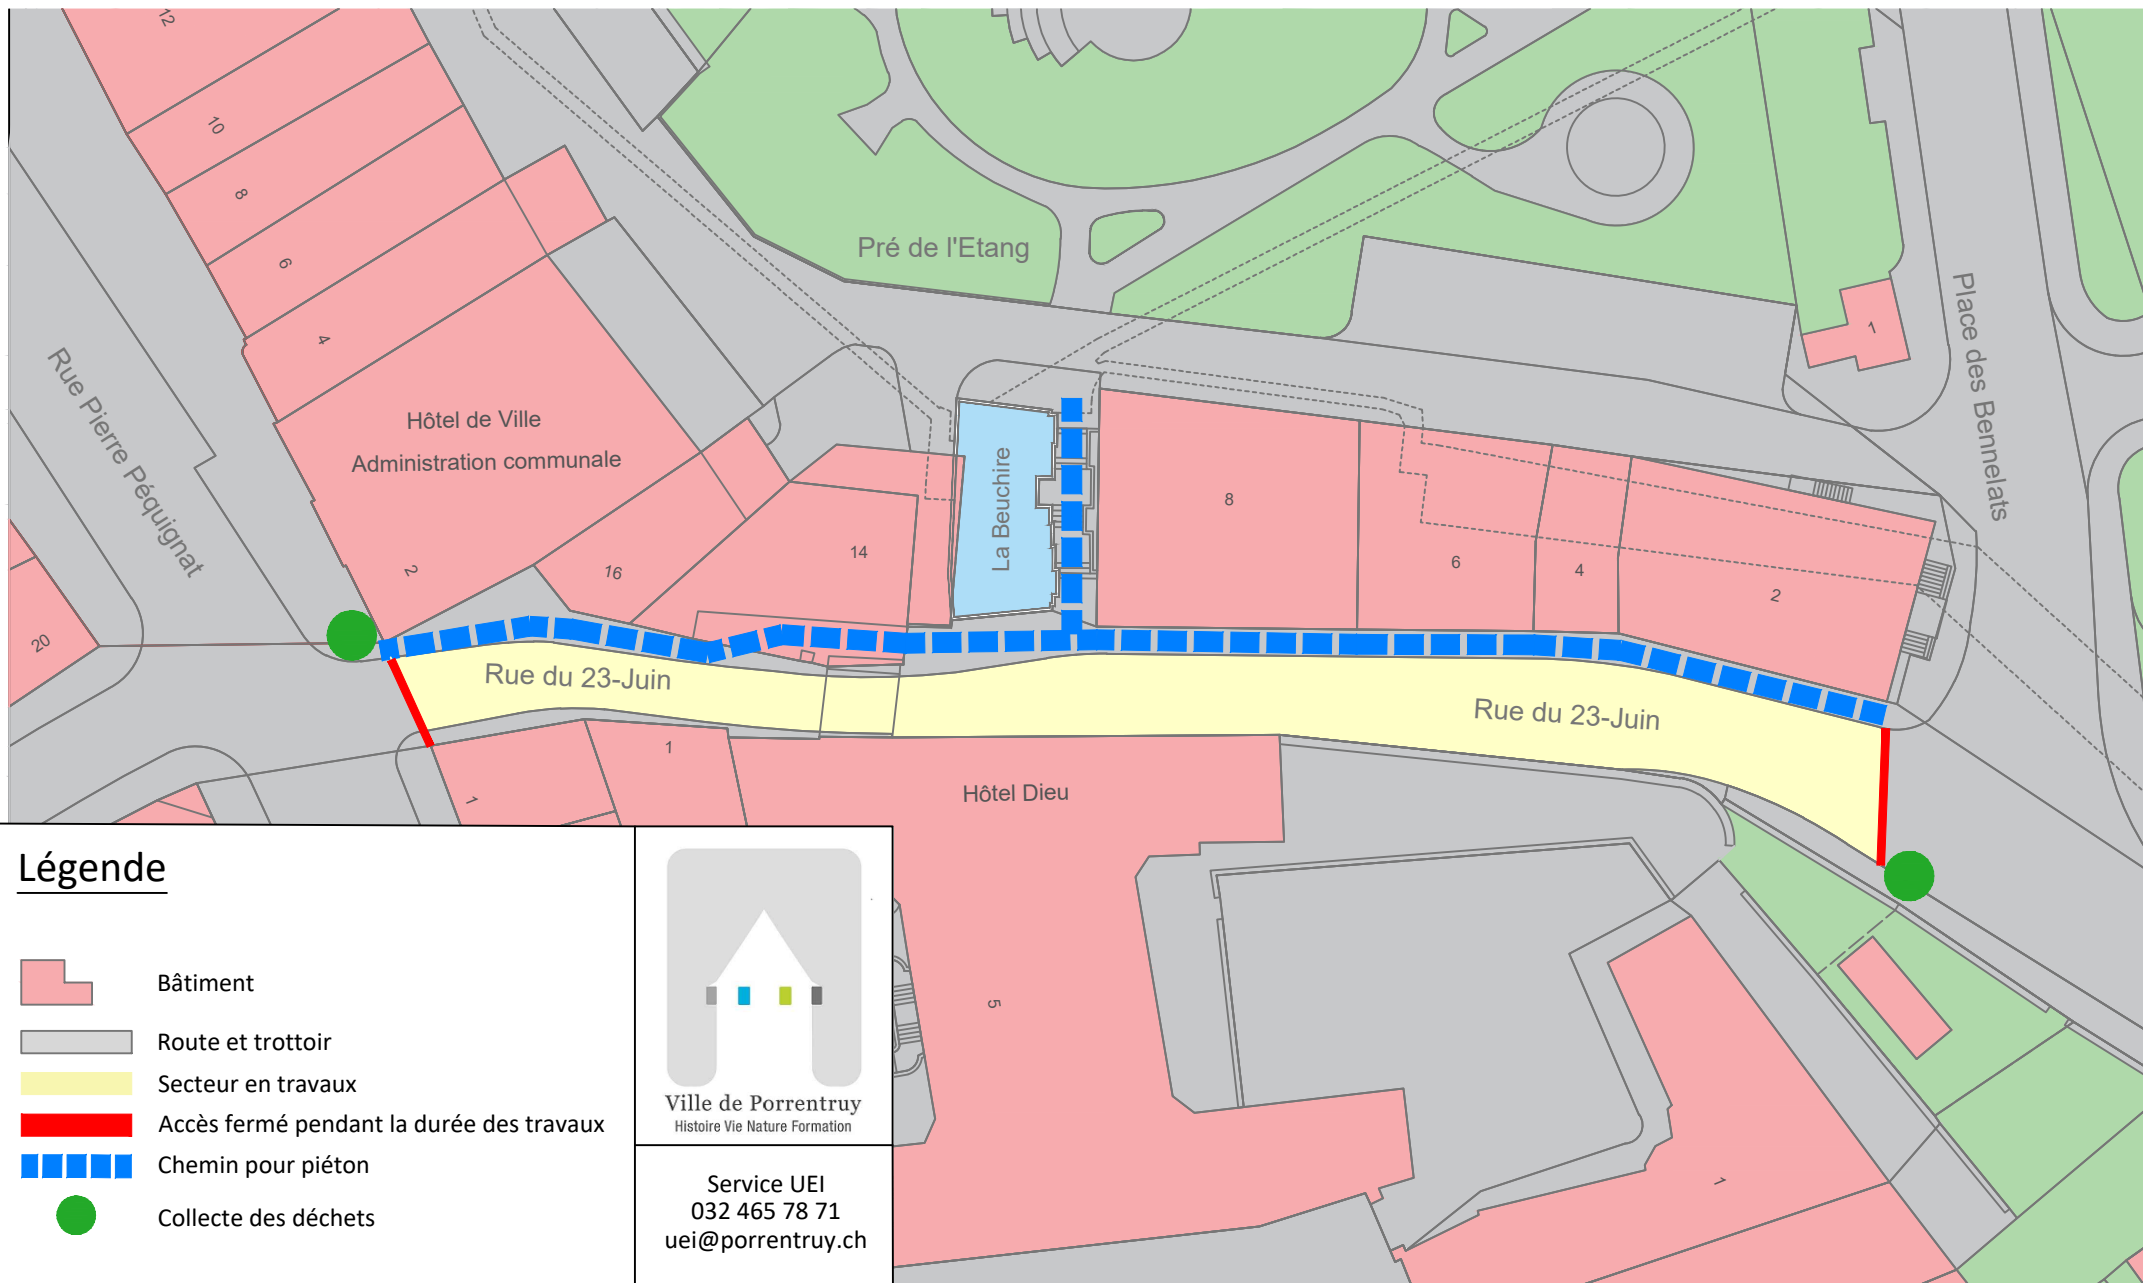 12
10
8
6
4
Hôtel de Ville
Administration communale
2
16
14
Rue Pierre Péquignat
20
Pré de l'Etang
La Beuchire
8
6
4
2
1
Place des Bennelats
Rue du 23-Juin
Rue du 23-Juin
1
1
Hôtel Dieu
5
1
Légende
Bâtiment
Route et trottoir
Secteur en travaux
Accès fermé pendant la durée des travaux
Chemin pour piéton
Collecte des déchets
Ville de Porrentruy
Histoire Vie Nature Formation
Service UEI
032 465 78 71
uei@porrentruy.ch